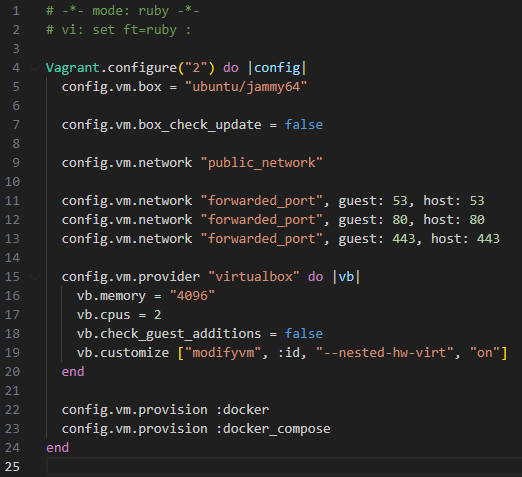 1 # -*- mode: ruby -*-
2 # vi: set ft=ruby :
3
4 Vagrant.configure("2") do |config|
5   config.vm.box = "ubuntu/jammy64"
6
7   config.vm.box_check_update = false
8
9   config.vm.network "public_network"
10
11   config.vm.network "forwarded_port", guest: 53, host: 53
12   config.vm.network "forwarded_port", guest: 80, host: 80
13   config.vm.network "forwarded_port", guest: 443, host: 443
14
15   config.vm.provider "virtualbox" do |vb|
16     vb.memory = "4096"
17     vb.cpus = 2
18     vb.check_guest_additions = false
19     vb.customize ["modifyvm", :id, "--nested-hw-virt", "on"]
20   end
21
22   config.vm.provision :docker
23   config.vm.provision :docker_compose
24 end
25